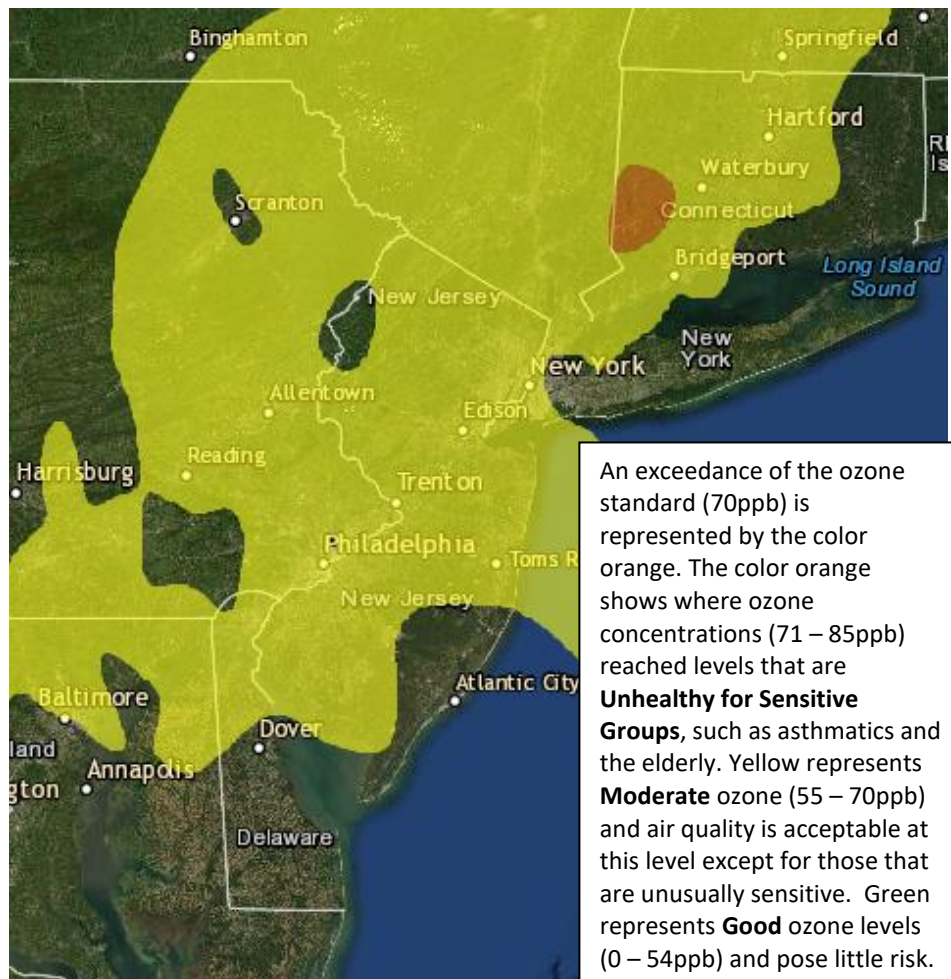 Binghamton
Springfield
Hartford
RI
Is
Waterbury
Scranton
Connecticut
Bridgeport
Long Island
Sound
New Jersey
New
York
New York
Allentown
Edison
Reading
Harrisburg
Trenton
Philadelphia
Toms R
New Jersey
Baltimore
Atlantic City
land
Dover
Annapolis
gton
Delaware
An exceedance of the ozone
standard (70ppb) is
represented by the color
orange. The color orange
shows where ozone
concentrations (71 – 85ppb)
reached levels that are
Unhealthy for Sensitive
Groups, such as asthmatics and
the elderly. Yellow represents
Moderate ozone (55 – 70ppb)
and air quality is acceptable at
this level except for those that
are unusually sensitive.  Green
represents Good ozone levels
(0 – 54ppb) and pose little risk.